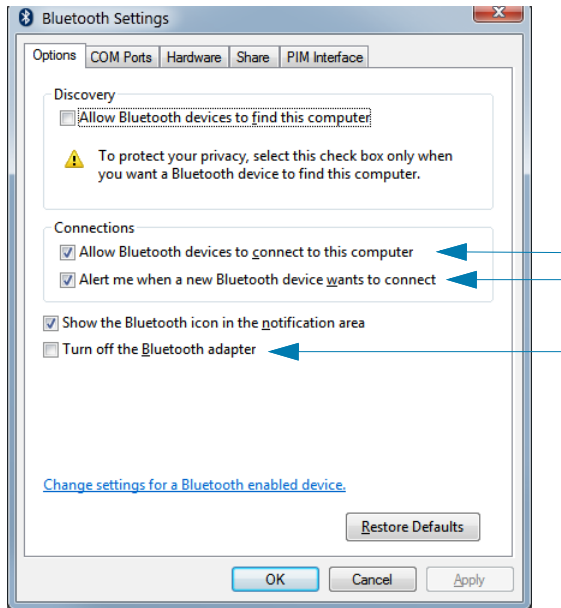 Bluetooth Settings
Options COM Ports Hardware Share PIM Interface
Discovery
Allow Bluetooth devices to find this computer
To protect your privacy, select this check box only when
you want a Bluetooth device to find this computer.
Connections
Allow Bluetooth devices to connect to this computer
Alert me when a new Bluetooth device wants to connect
Show the Bluetooth icon in the notification area
Turn off the Bluetooth adapter
Change settings for a Bluetooth enabled device.
Restore Defaults
OK Cancel Apply